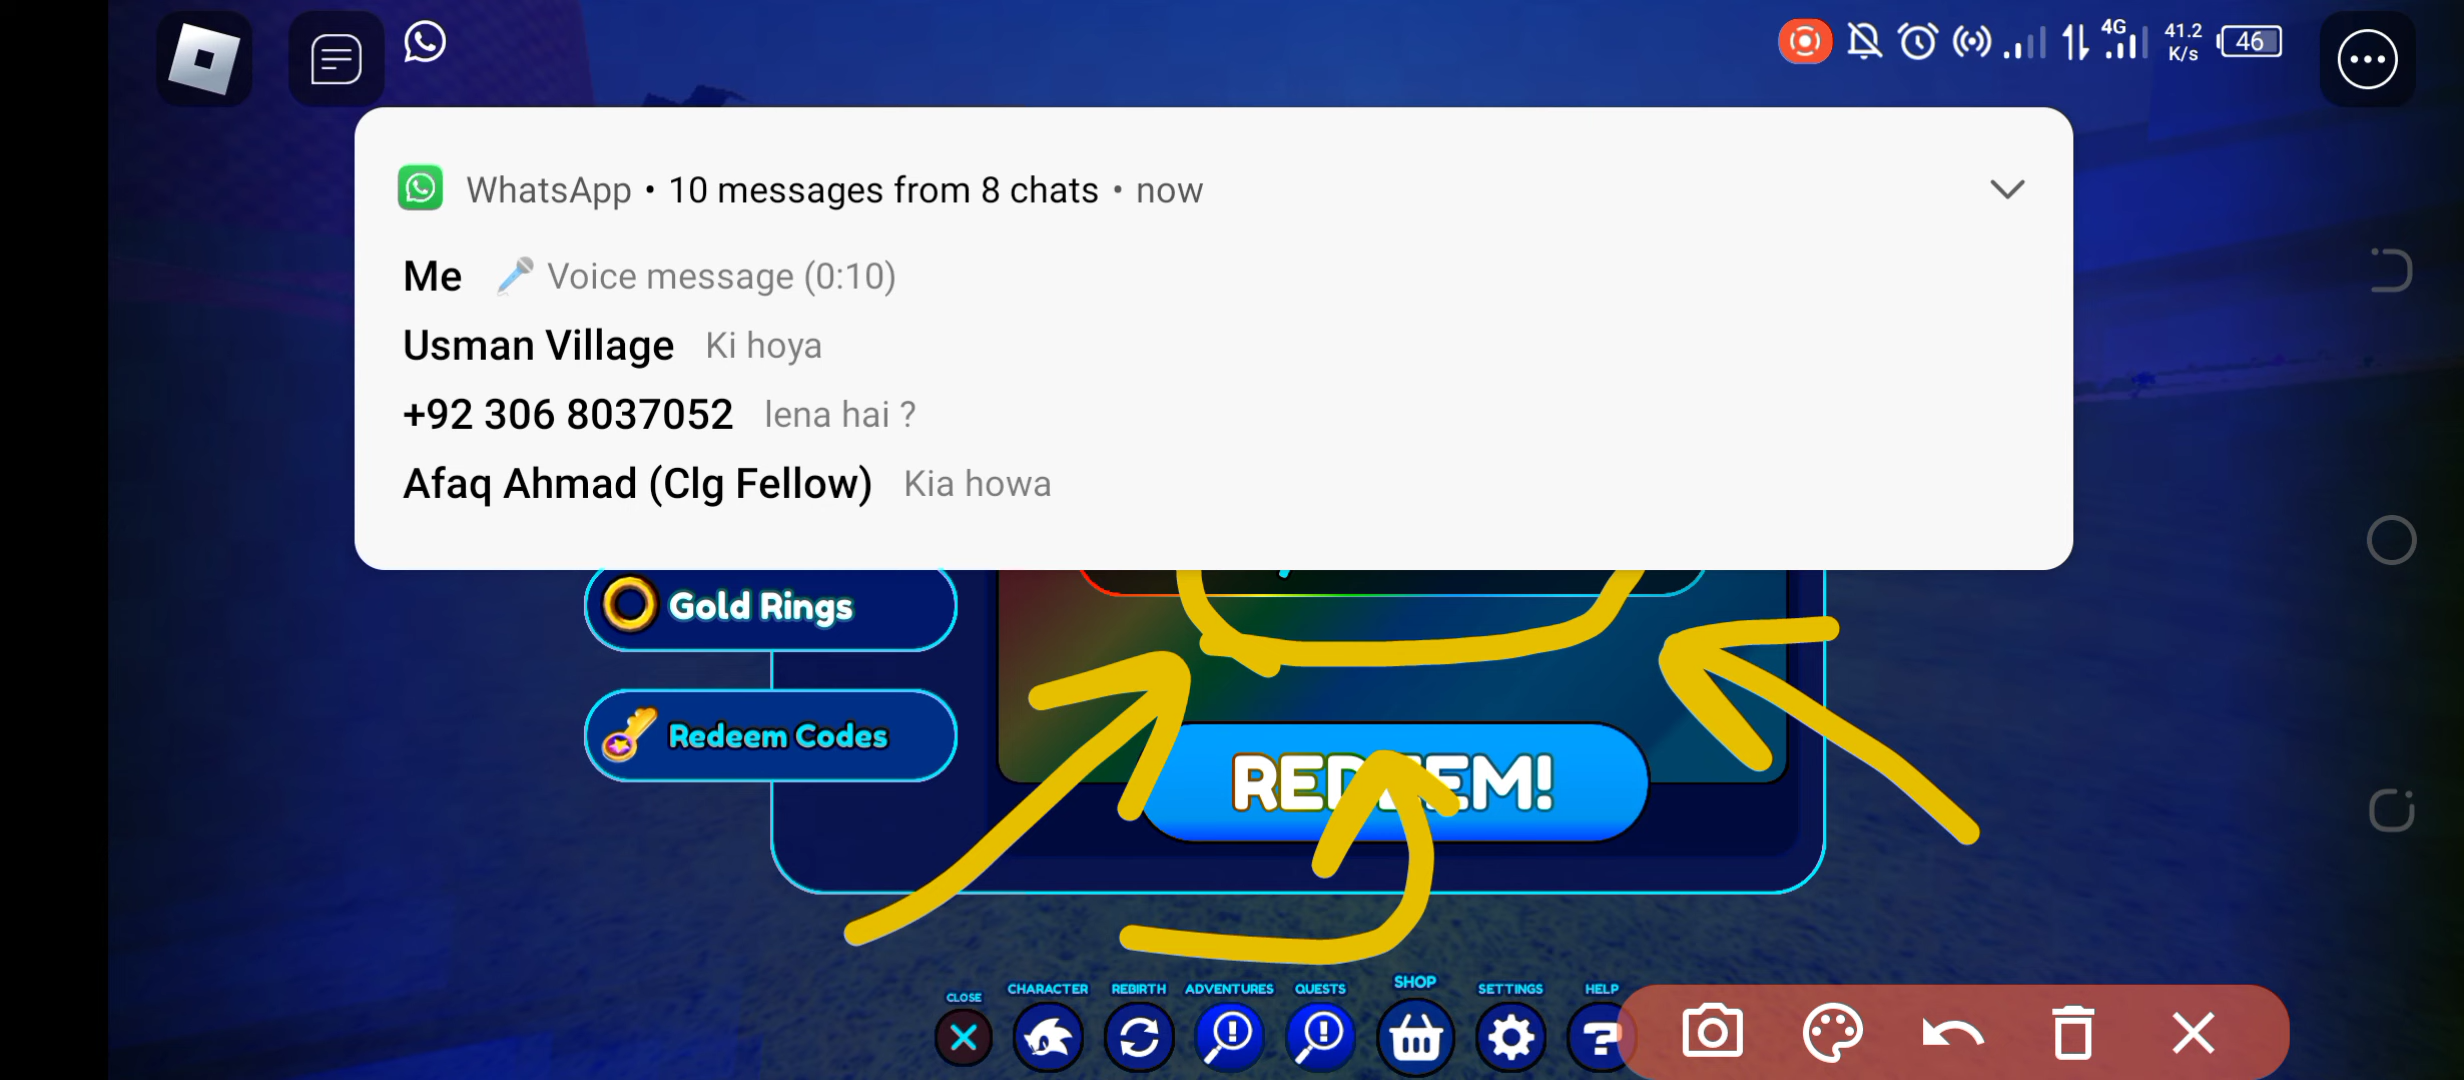 4G
41.2
K/s
46
WhatsApp • 10 messages from 8 chats • now
Me 🎤 Voice message (0:10)
Usman Village Ki hoya
+92 306 8037052 lena hai ?
Afaq Ahmad (Clg Fellow) Kia howa
Gold Rings
Redeem Codes
REDEEM!
CLOSE
CHARACTER
REBIRTH
ADVENTURES
QUESTS
SHOP
SETTINGS
HELP